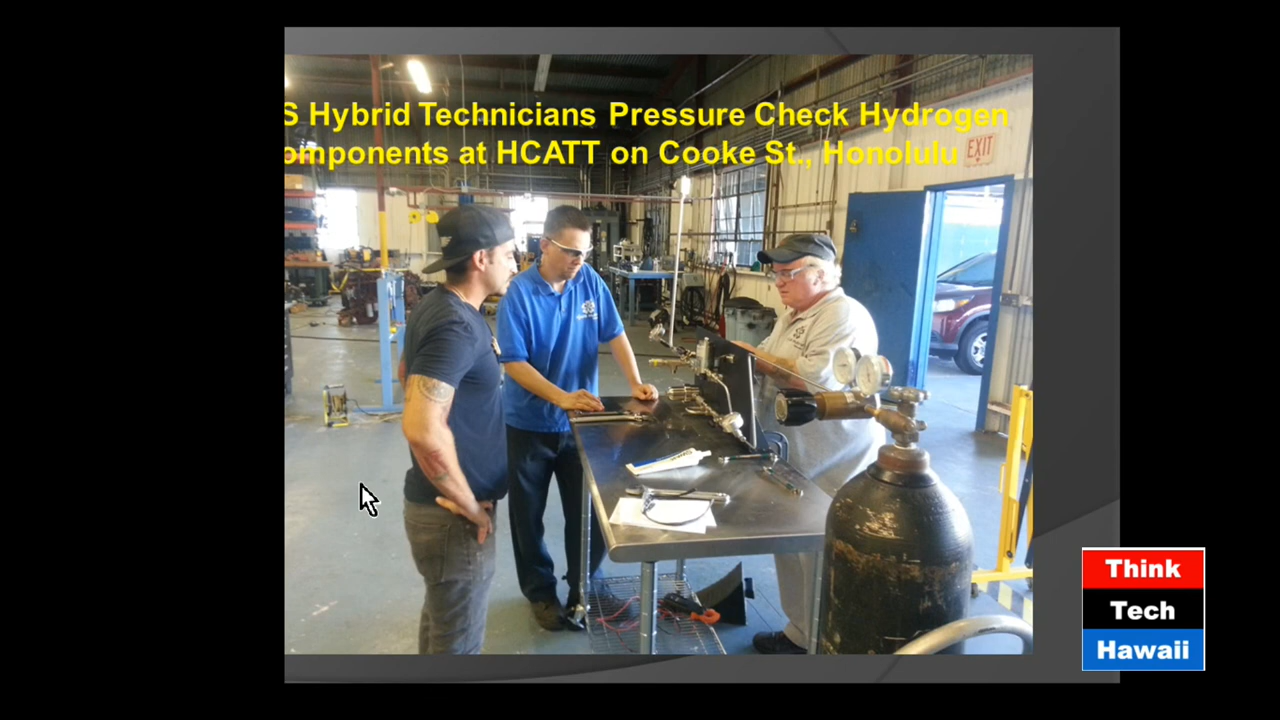 S Hybrid Technicians Pressure Check Hydrogen
omponents at HCATT on Cooke St., Honolulu
EXIT
Think
Tech
Hawaii